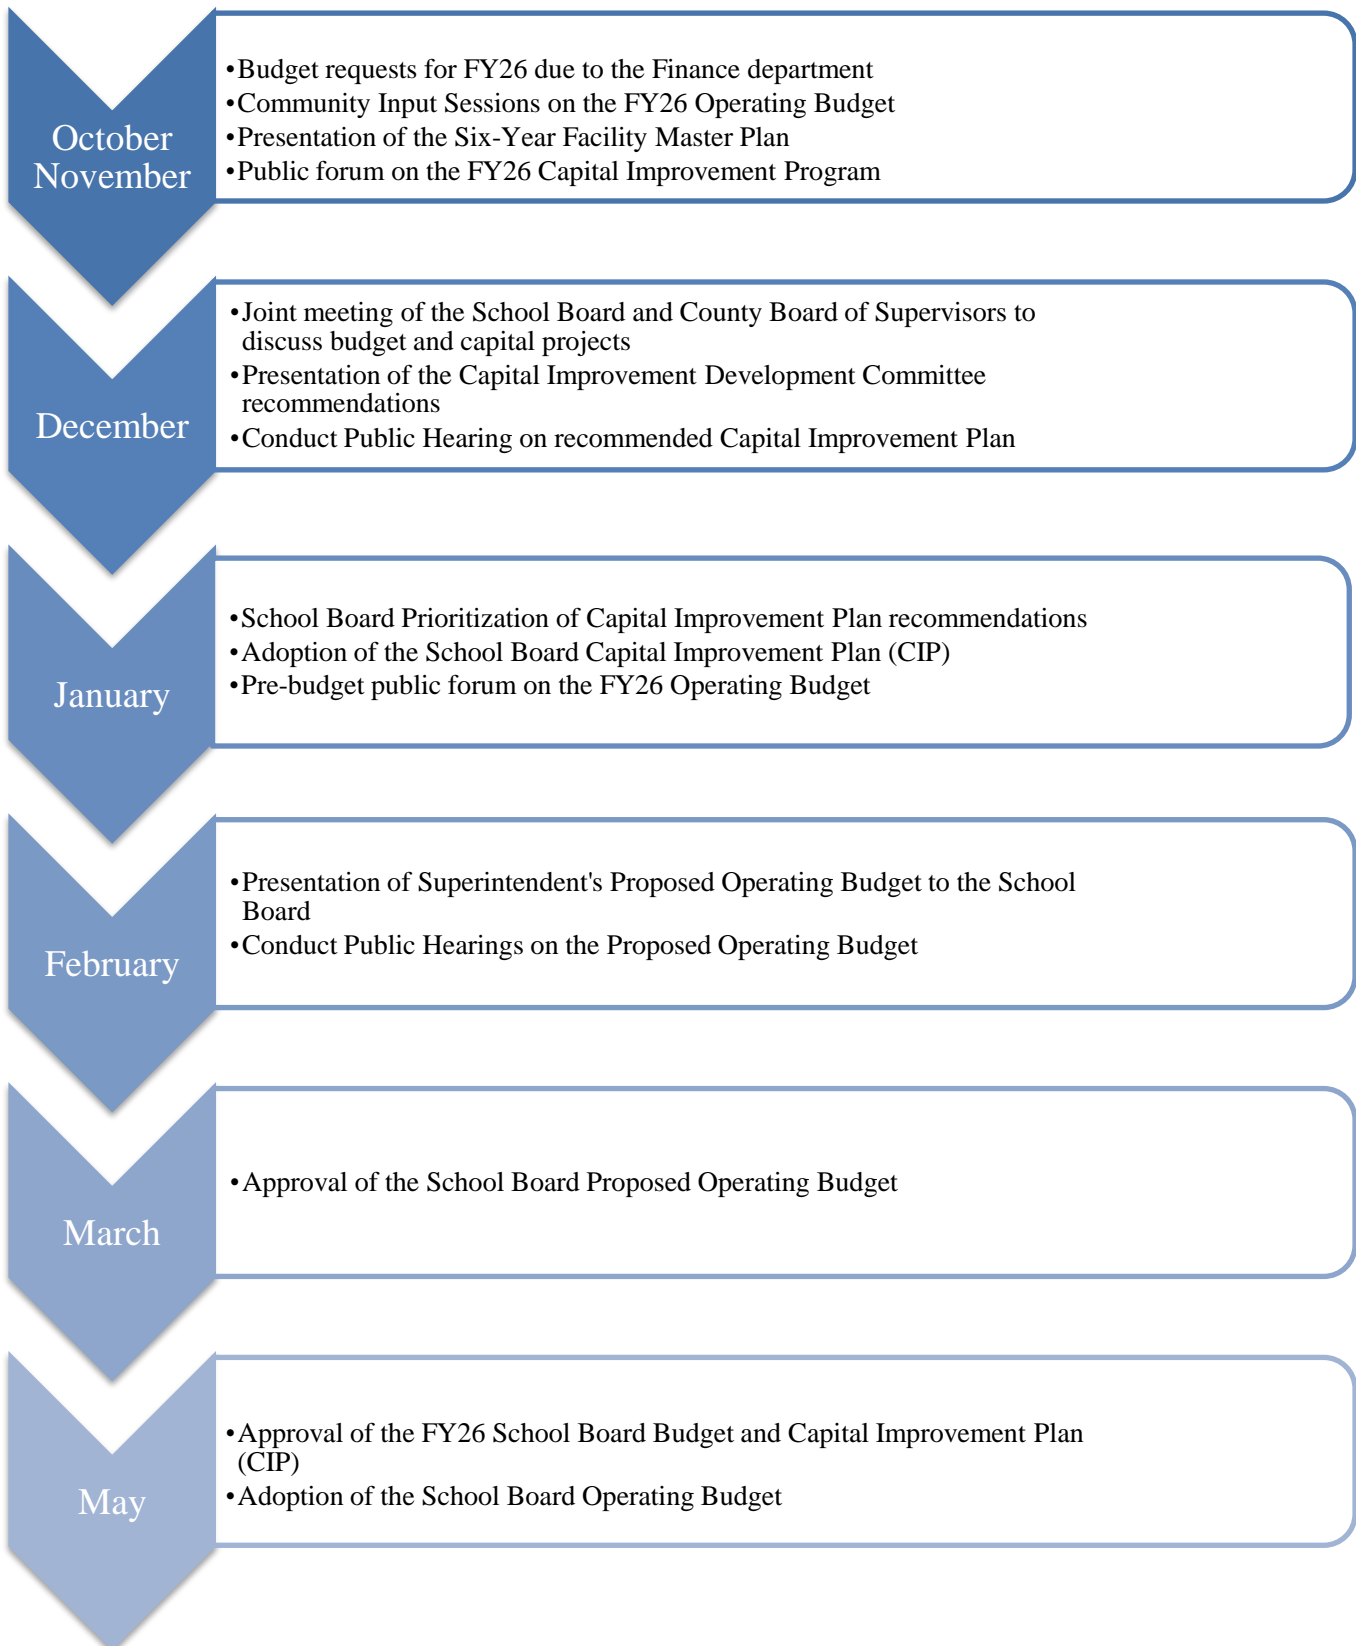 October
November
•Budget requests for FY26 due to the Finance department
•Community Input Sessions on the FY26 Operating Budget
•Presentation of the Six-Year Facility Master Plan
•Public forum on the FY26 Capital Improvement Program
December
•Joint meeting of the School Board and County Board of Supervisors to
discuss budget and capital projects
•Presentation of the Capital Improvement Development Committee
recommendations
•Conduct Public Hearing on recommended Capital Improvement Plan
January
•School Board Prioritization of Capital Improvement Plan recommendations
•Adoption of the School Board Capital Improvement Plan (CIP)
•Pre-budget public forum on the FY26 Operating Budget
February
•Presentation of Superintendent's Proposed Operating Budget to the School
Board
•Conduct Public Hearings on the Proposed Operating Budget
March
•Approval of the School Board Proposed Operating Budget
May
•Approval of the FY26 School Board Budget and Capital Improvement Plan
(CIP)
•Adoption of the School Board Operating Budget